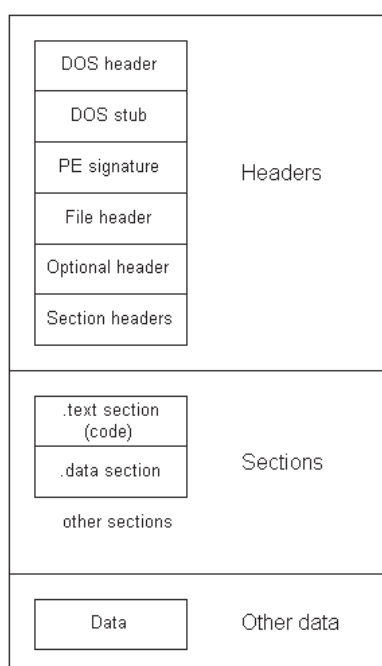 DOS header
DOS stub
PE signature
Headers
File header
Optional header
Section headers
.text section
(code)
Sections
.data section
other sections
Data
Other data